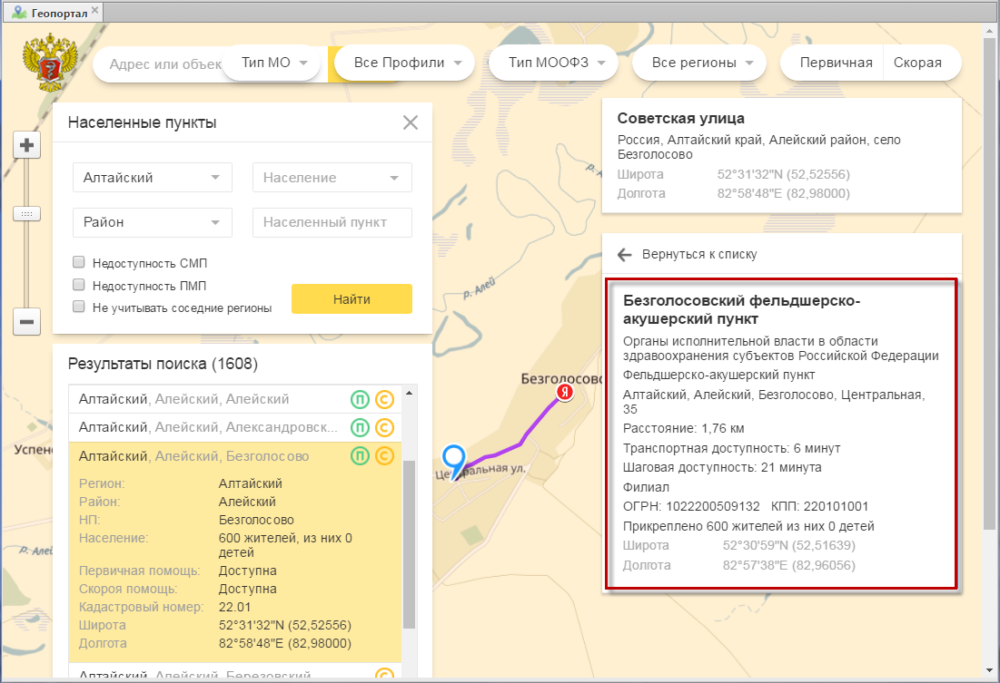 Геопортал
Адрес или объек
Тип МО
Все Профили
Тип МООФЗ
Все регионы
Первичная
Скорая
Населенные пункты
Алтайский
Население
Район
Населенный пункт
Недоступность СМП
Недоступность ПМП
Не учитывать соседние регионы
Найти
Результаты поиска (1608)
Алтайский, Алейский, Алейский П С
Алтайский, Алейский, Александровск... П С
Алтайский, Алейский, Безголосово П С
Регион: Алтайский
Район: Алейский
НП: Безголосово
Население: 600 жителей, из них 0
детей
Первичная помощь: Доступна
Скороя помощь: Доступна
Кадастровый номер: 22.01
Широта 52°31'32"N (52,52556)
Долгота 82°58'48"E (82,98000)
Алтайский, Алейский, Березовский С
Успен
р. Алей
р. Алей
Безголосово
Я
Центральная ул.
Советская улица
Россия, Алтайский край, Алейский район, село
Безголосово
Широта 52°31'32"N (52,52556)
Долгота 82°58'48"E (82,98000)
Вернуться к списку
Безголосовский фельдшерско-
акушерский пункт
Органы исполнительной власти в области
здравоохранения субъектов Российской Федерации
Фельдшерско-акушерский пункт
Алтайский, Алейский, Безголосово, Центральная,
35
Расстояние: 1,76 км
Транспортная доступность: 6 минут
Шаговая доступность: 21 минута
Филиал
ОГРН: 1022200509132 КПП: 220101001
Прикреплено 600 жителей из них 0 детей
Широта 52°30'59"N (52,51639)
Долгота 82°57'38"E (82,96056)